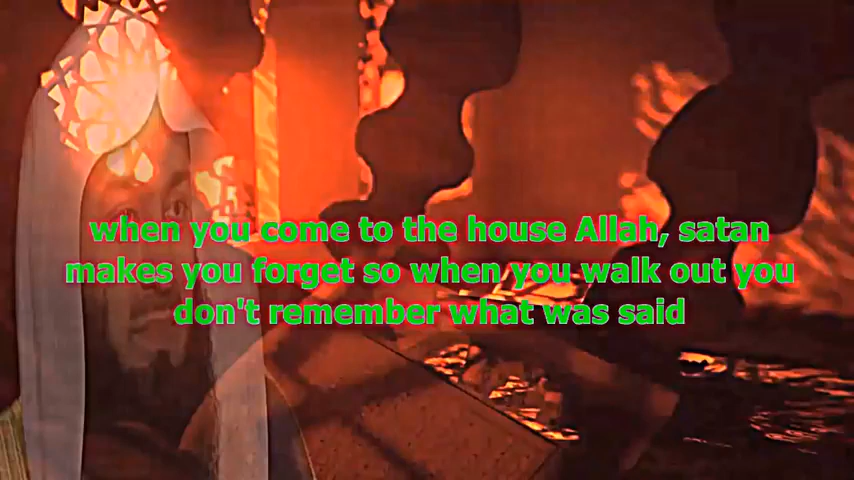 when you come to the house Allah, satan
makes you forget so when you walk out you
don't remember what was said